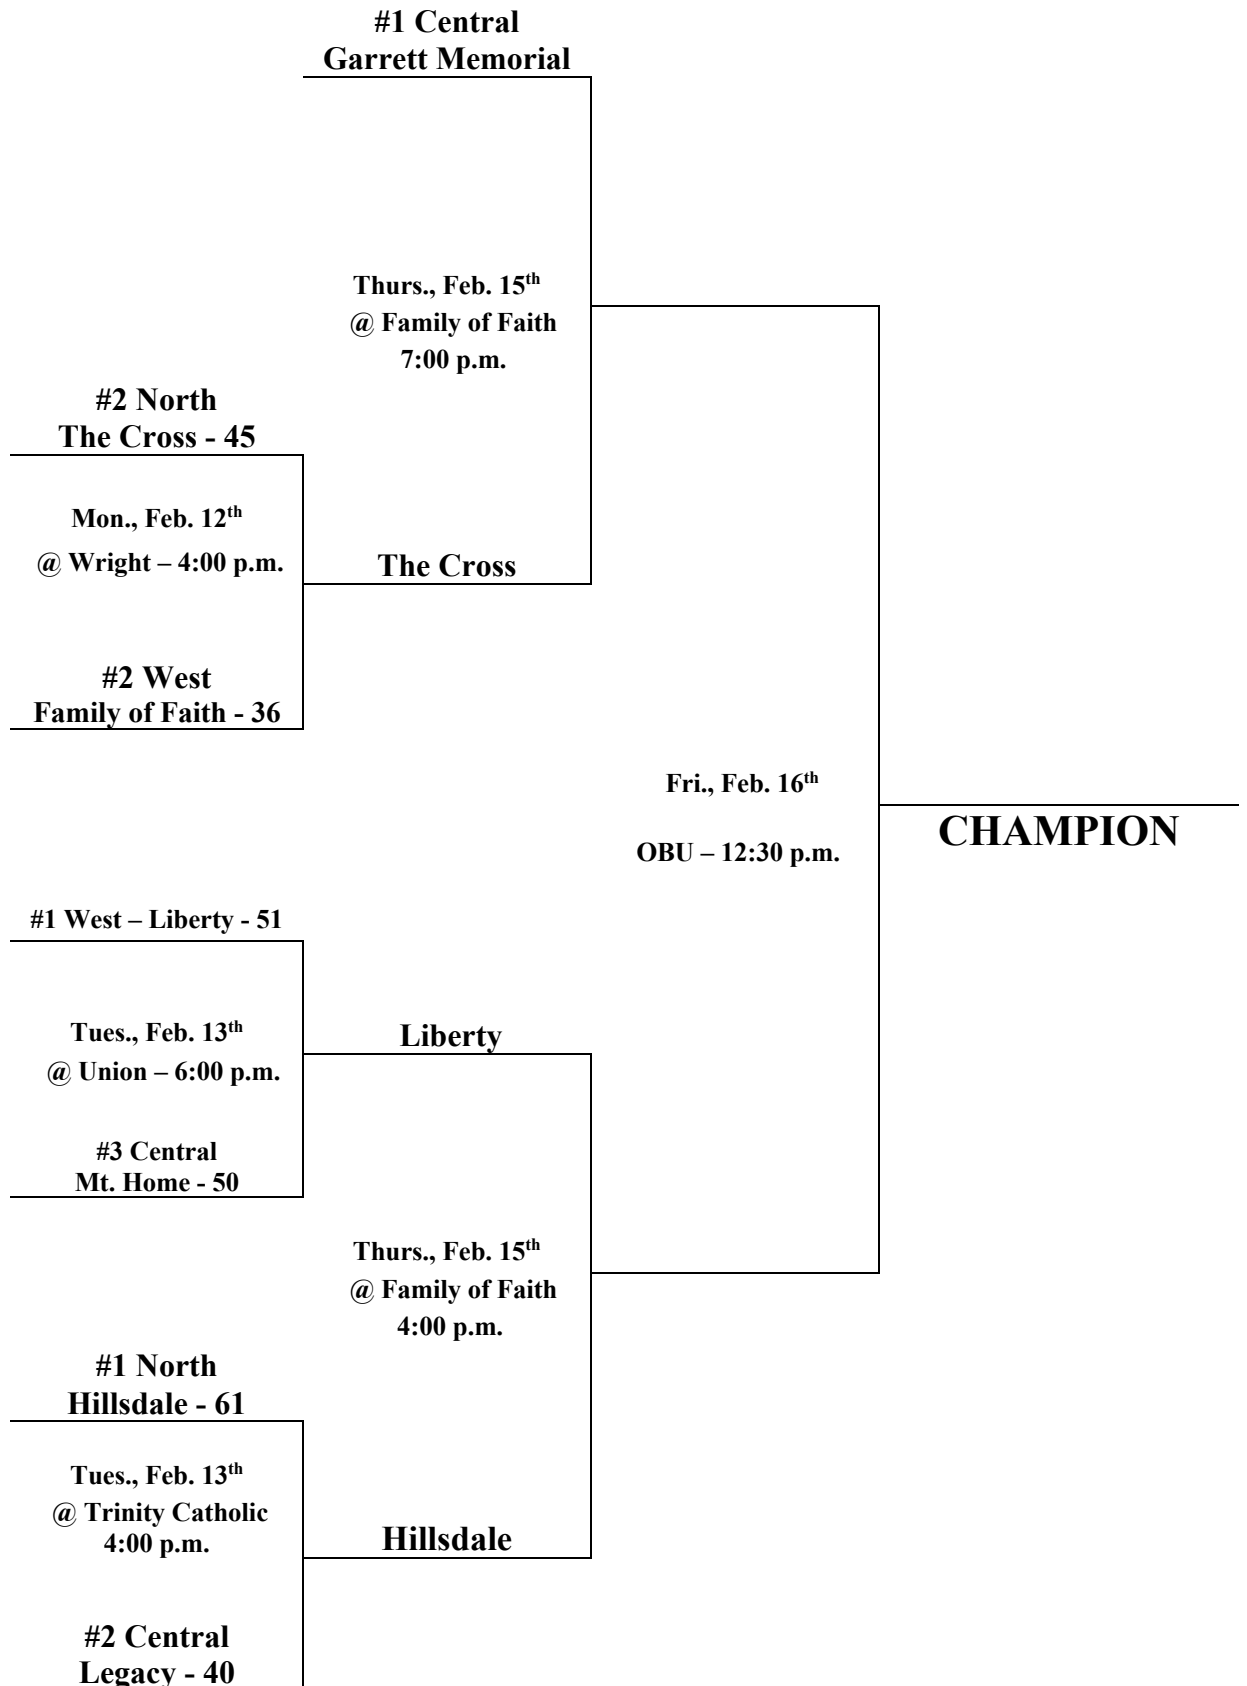 #1 Central
Garrett Memorial
Thurs., Feb. 15th
@ Family of Faith
7:00 p.m.
#2 North
The Cross - 45
Mon., Feb. 12th
@ Wright – 4:00 p.m.
The Cross
#2 West
Family of Faith - 36
Fri., Feb. 16th
OBU – 12:30 p.m.
CHAMPION
#1 West – Liberty - 51
Tues., Feb. 13th
@ Union – 6:00 p.m.
Liberty
#3 Central
Mt. Home - 50
Thurs., Feb. 15th
@ Family of Faith
4:00 p.m.
#1 North
Hillsdale - 61
Tues., Feb. 13th
@ Trinity Catholic
4:00 p.m.
Hillsdale
#2 Central
Legacy - 40